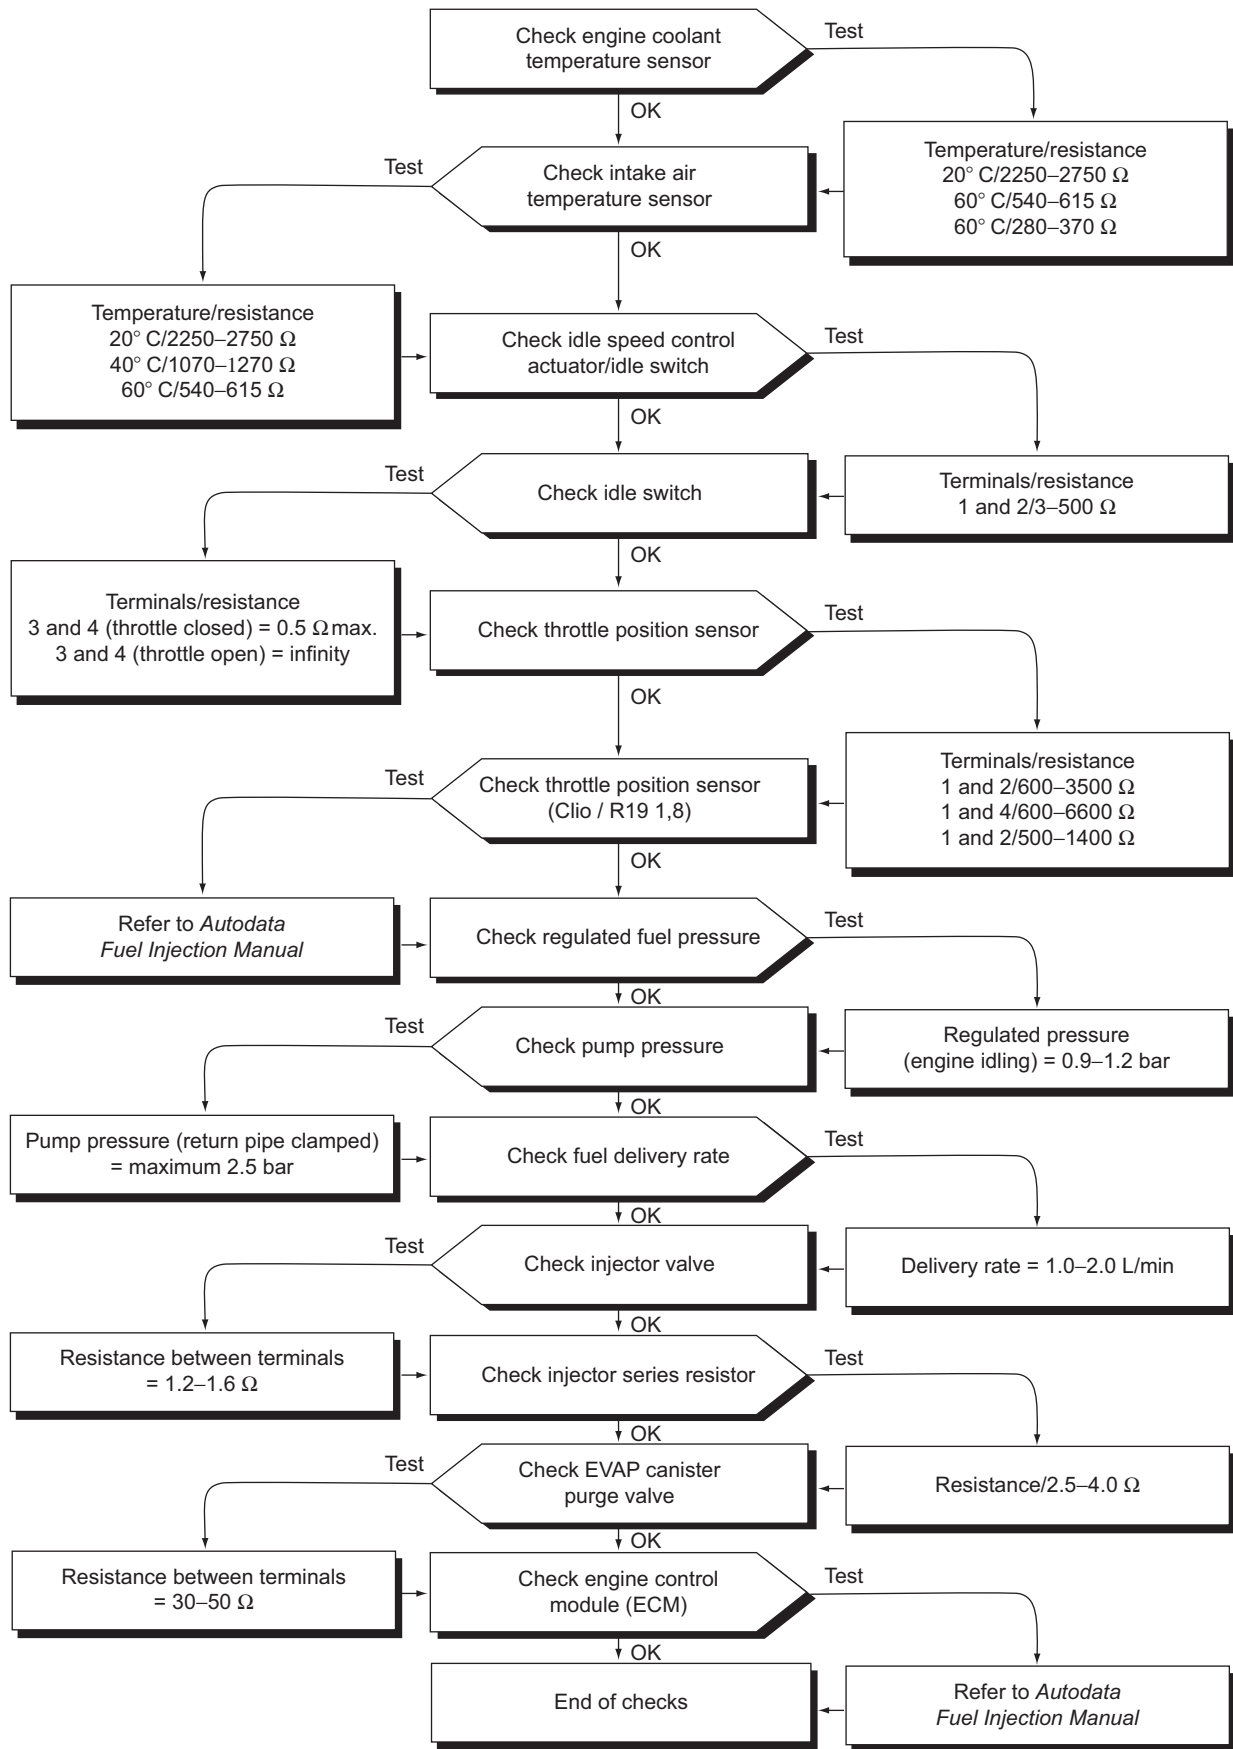 Check engine coolant
temperature sensor
Test
OK
Temperature/resistance
20° C/2250–2750 Ω
60° C/540–615 Ω
60° C/280–370 Ω
Check intake air
temperature sensor
Test
OK
Temperature/resistance
20° C/2250–2750 Ω
40° C/1070–1270 Ω
60° C/540–615 Ω
Check idle speed control
actuator/idle switch
Test
OK
Terminals/resistance
1 and 2/3–500 Ω
Check idle switch
Test
OK
Terminals/resistance
3 and 4 (throttle closed) = 0.5 Ω max.
3 and 4 (throttle open) = infinity
Check throttle position sensor
Test
OK
Terminals/resistance
1 and 2/600–3500 Ω
1 and 4/600–6600 Ω
1 and 2/500–1400 Ω
Check throttle position sensor
(Clio / R19 1,8)
Test
OK
Refer to Autodata
Fuel Injection Manual
Check regulated fuel pressure
Test
OK
Regulated pressure
(engine idling) = 0.9–1.2 bar
Check pump pressure
Test
OK
Pump pressure (return pipe clamped)
= maximum 2.5 bar
Check fuel delivery rate
Test
OK
Delivery rate = 1.0–2.0 L/min
Check injector valve
Test
OK
Resistance between terminals
= 1.2–1.6 Ω
Check injector series resistor
Test
OK
Resistance/2.5–4.0 Ω
Check EVAP canister
purge valve
Test
OK
Resistance between terminals
= 30–50 Ω
Check engine control
module (ECM)
Test
OK
Refer to Autodata
Fuel Injection Manual
End of checks